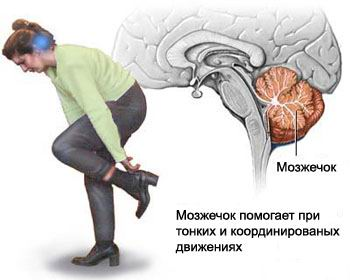 Мозжечок
Мозжечок помогает при
тонких и координированых
движениях